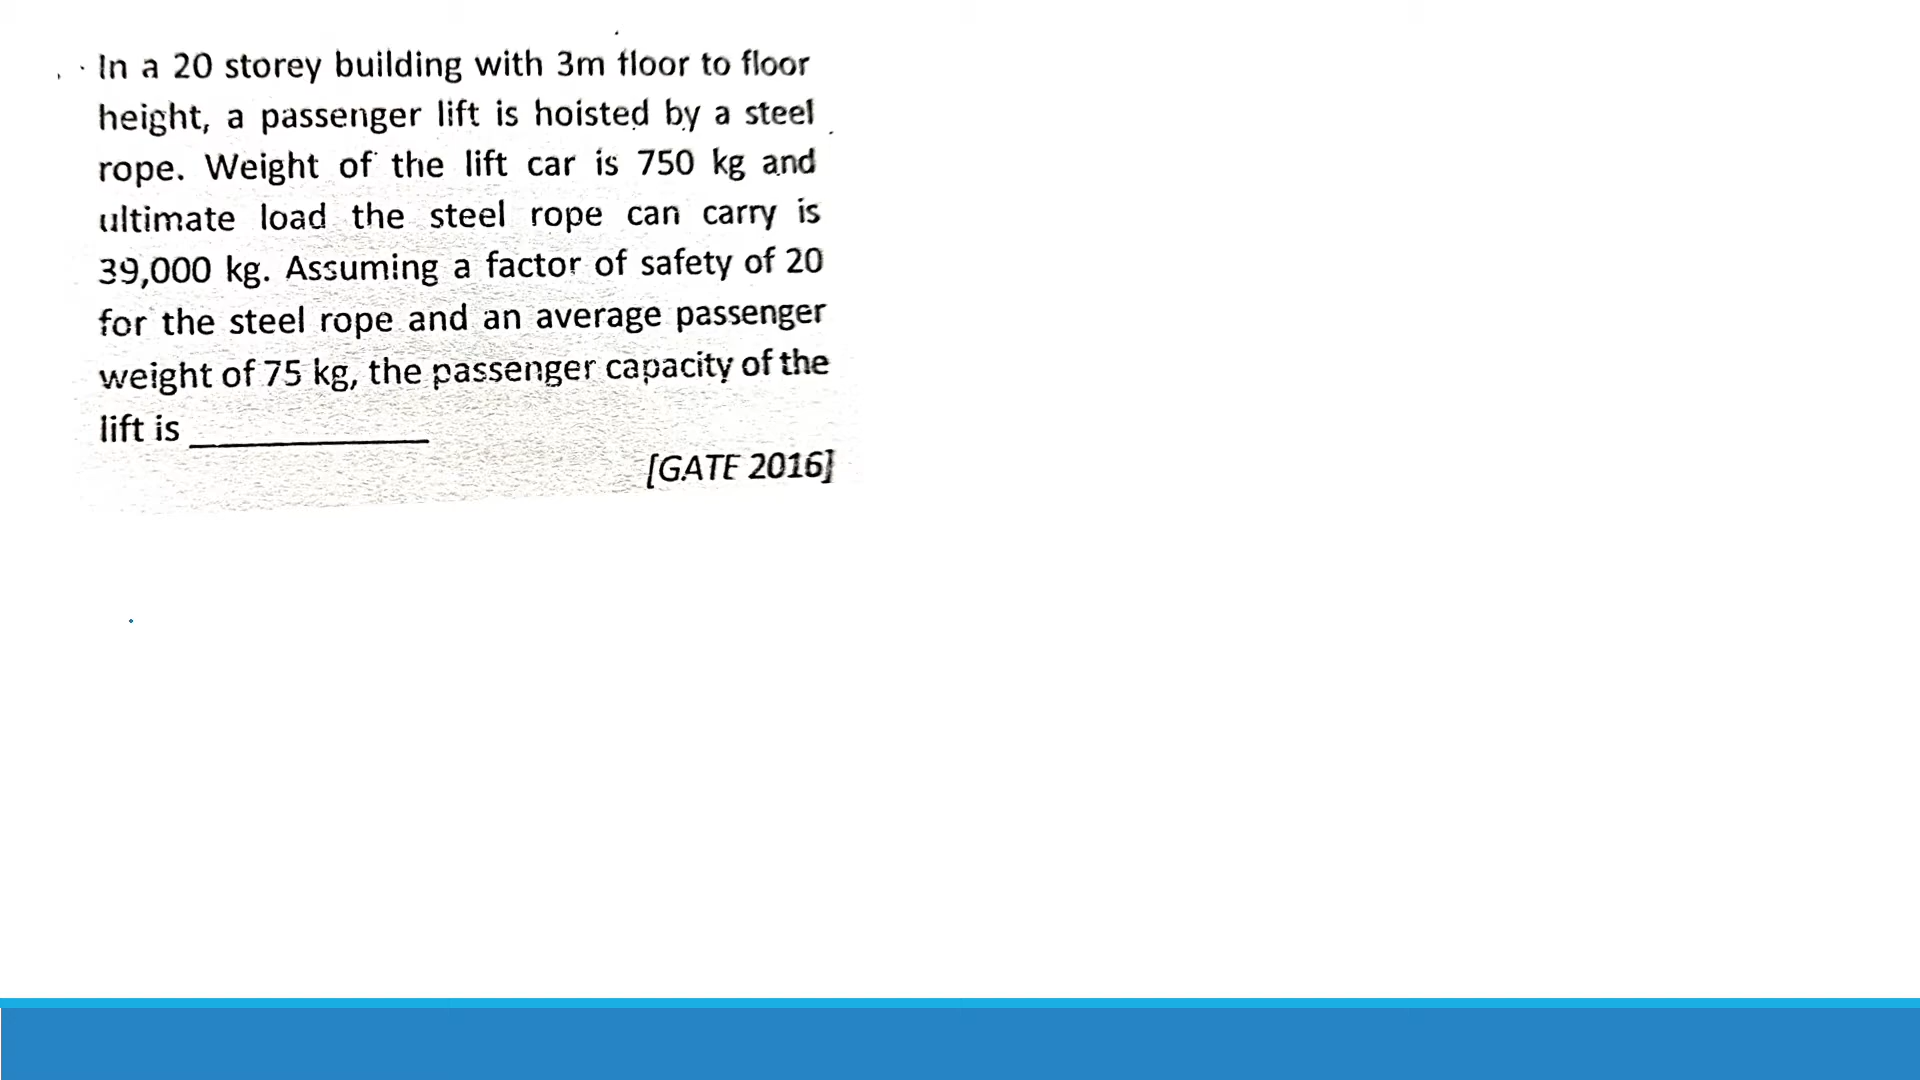 In a 20 storey building with 3m floor to floor
height, a passenger lift is hoisted by a steel
rope. Weight of the lift car is 750 kg and
ultimate load the steel rope can carry is
39,000 kg. Assuming a factor of safety of 20
for the steel rope and an average passenger
weight of 75 kg, the passenger capacity of the
lift is ____________
[GATE 2016]